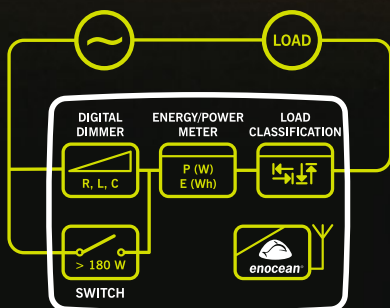 LOAD
DIGITAL
DIMMER
ENERGY/POWER
METER
LOAD
CLASSIFICATION
R, L, C
P (W)
E (Wh)
> 180 W
SWITCH
enocean®